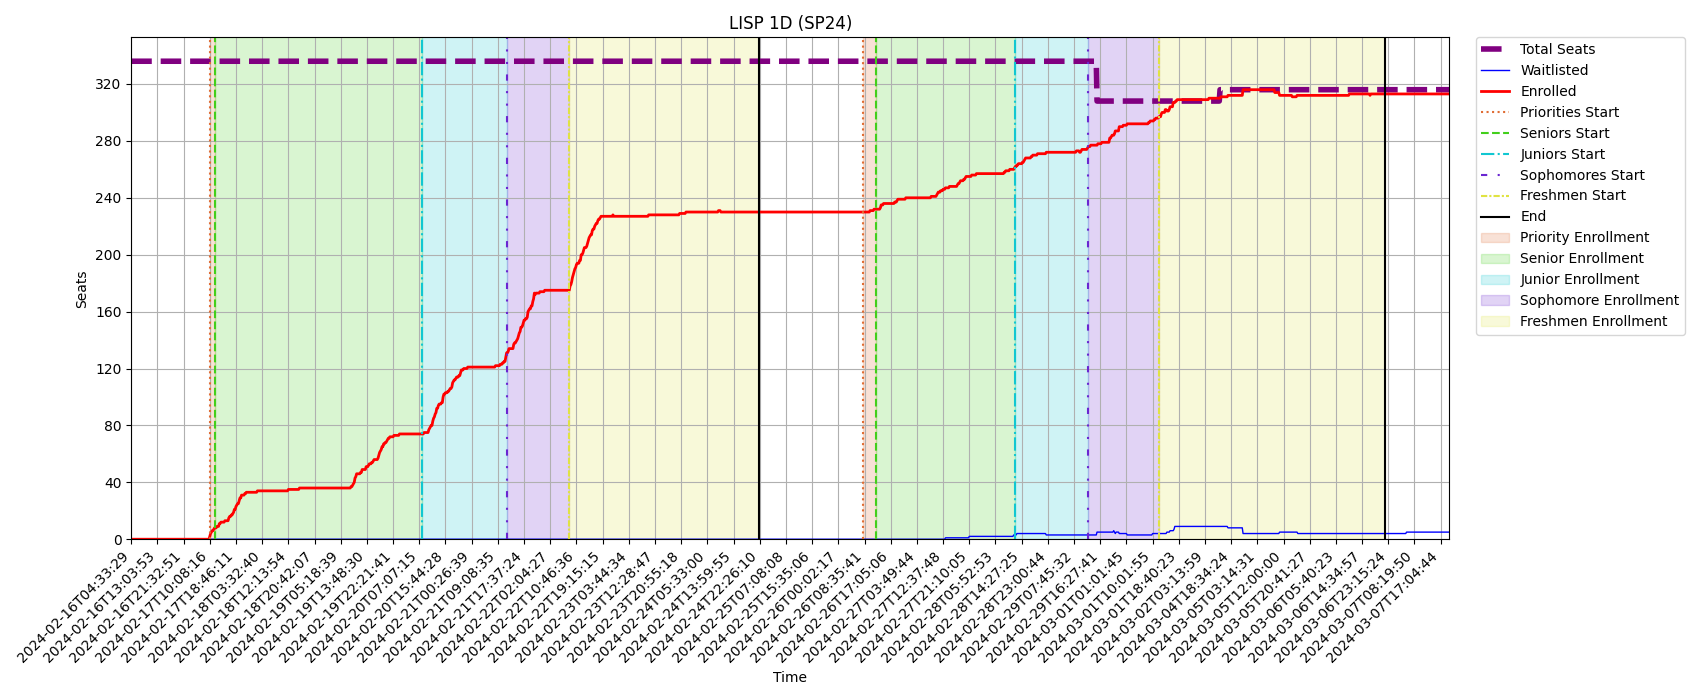 LISP 1D (SP24)
Seats
320
280
240
200
160
120
80
40
0
2024-02-16T04:33:29
2024-02-16T13:03:53
2024-02-16T21:32:51
2024-02-17T10:08:16
2024-02-17T18:46:11
2024-02-18T03:32:40
2024-02-18T12:13:54
2024-02-18T20:42:07
2024-02-19T05:18:39
2024-02-19T13:48:30
2024-02-19T22:21:41
2024-02-20T07:07:15
2024-02-20T15:44:28
2024-02-21T00:26:39
2024-02-21T09:08:35
2024-02-21T17:37:24
2024-02-22T02:04:27
2024-02-22T10:46:36
2024-02-22T19:15:15
2024-02-23T03:44:34
2024-02-23T12:28:47
2024-02-23T20:55:18
2024-02-24T05:33:00
2024-02-24T13:59:55
2024-02-24T22:26:10
2024-02-25T07:08:08
2024-02-25T15:35:06
2024-02-26T00:02:17
2024-02-26T08:35:41
2024-02-26T17:05:06
2024-02-27T03:49:44
2024-02-27T12:37:48
2024-02-27T21:10:05
2024-02-28T05:52:53
2024-02-28T14:27:25
2024-02-28T23:00:44
2024-02-29T07:45:32
2024-02-29T16:27:41
2024-03-01T01:01:45
2024-03-01T10:01:55
2024-03-01T18:40:23
2024-03-02T03:13:59
2024-03-04T18:34:24
2024-03-05T03:14:31
2024-03-05T12:00:00
2024-03-05T20:41:27
2024-03-06T05:40:23
2024-03-06T14:34:57
2024-03-06T23:15:24
2024-03-07T08:19:50
2024-03-07T17:04:44
Time
Total Seats
Waitlisted
Enrolled
Priorities Start
Seniors Start
Juniors Start
Sophomores Start
Freshmen Start
End
Priority Enrollment
Senior Enrollment
Junior Enrollment
Sophomore Enrollment
Freshmen Enrollment